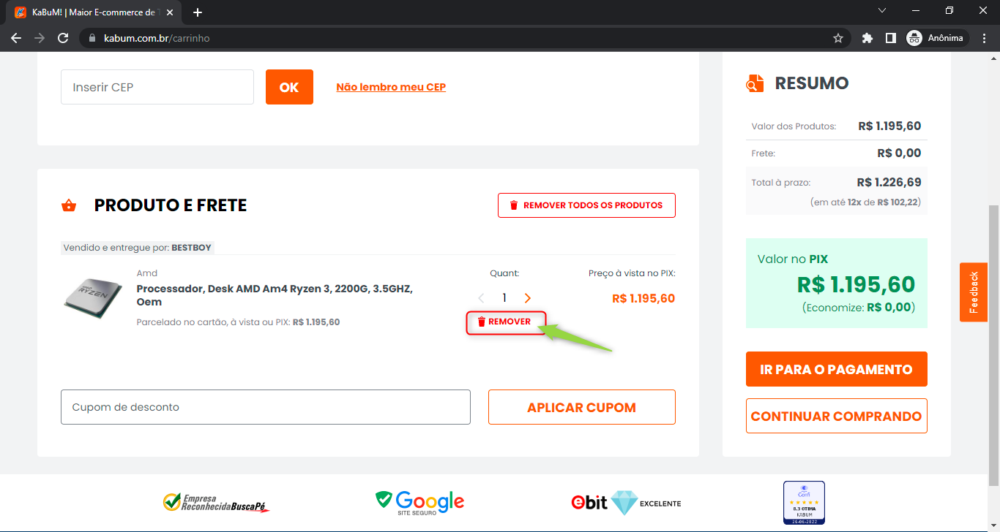 KaBuM! | Maior E-commerce de T
kabum.com.br/carrinho
Anônima
Inserir CEP
OK
Não lembro meu CEP
PRODUTO E FRETE
REMOVER TODOS OS PRODUTOS
Vendido e entregue por: BESTBOY
Amd
Processador, Desk AMD Am4 Ryzen 3, 2200G, 3.5GHZ,
Oem
Parcelado no cartão, à vista ou PIX: R$ 1.195,60
AMD
RYZEN
Quant:
1
REMOVER
Preço à vista no PIX:
R$ 1.195,60
Cupom de desconto
APLICAR CUPOM
RESUMO
Valor dos Produtos: R$ 1.195,60
Frete: R$ 0,00
Total à prazo: R$ 1.226,69
(em até 12x de R$ 102,22)
Valor no PIX
R$ 1.195,60
(Economize: R$ 0,00)
IR PARA O PAGAMENTO
CONTINUAR COMPRANDO
Feedback
Empresa
ReconhecidaBuscaPé
Google
SITE SEGURO
ebit EXCELENTE
Confi
8.3 OTIMA
KABUM
26-06-2022